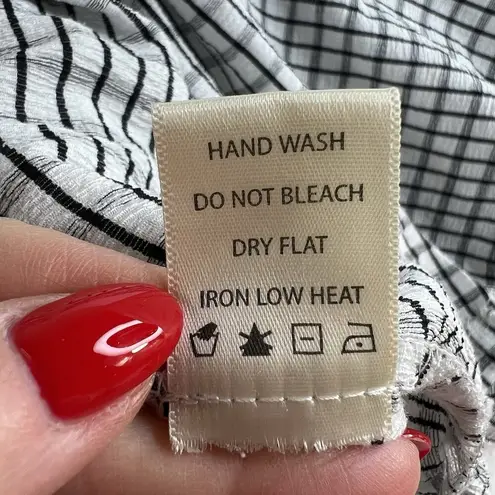 HAND WASH
DO NOT BLEACH
DRY FLAT
IRON LOW HEAT